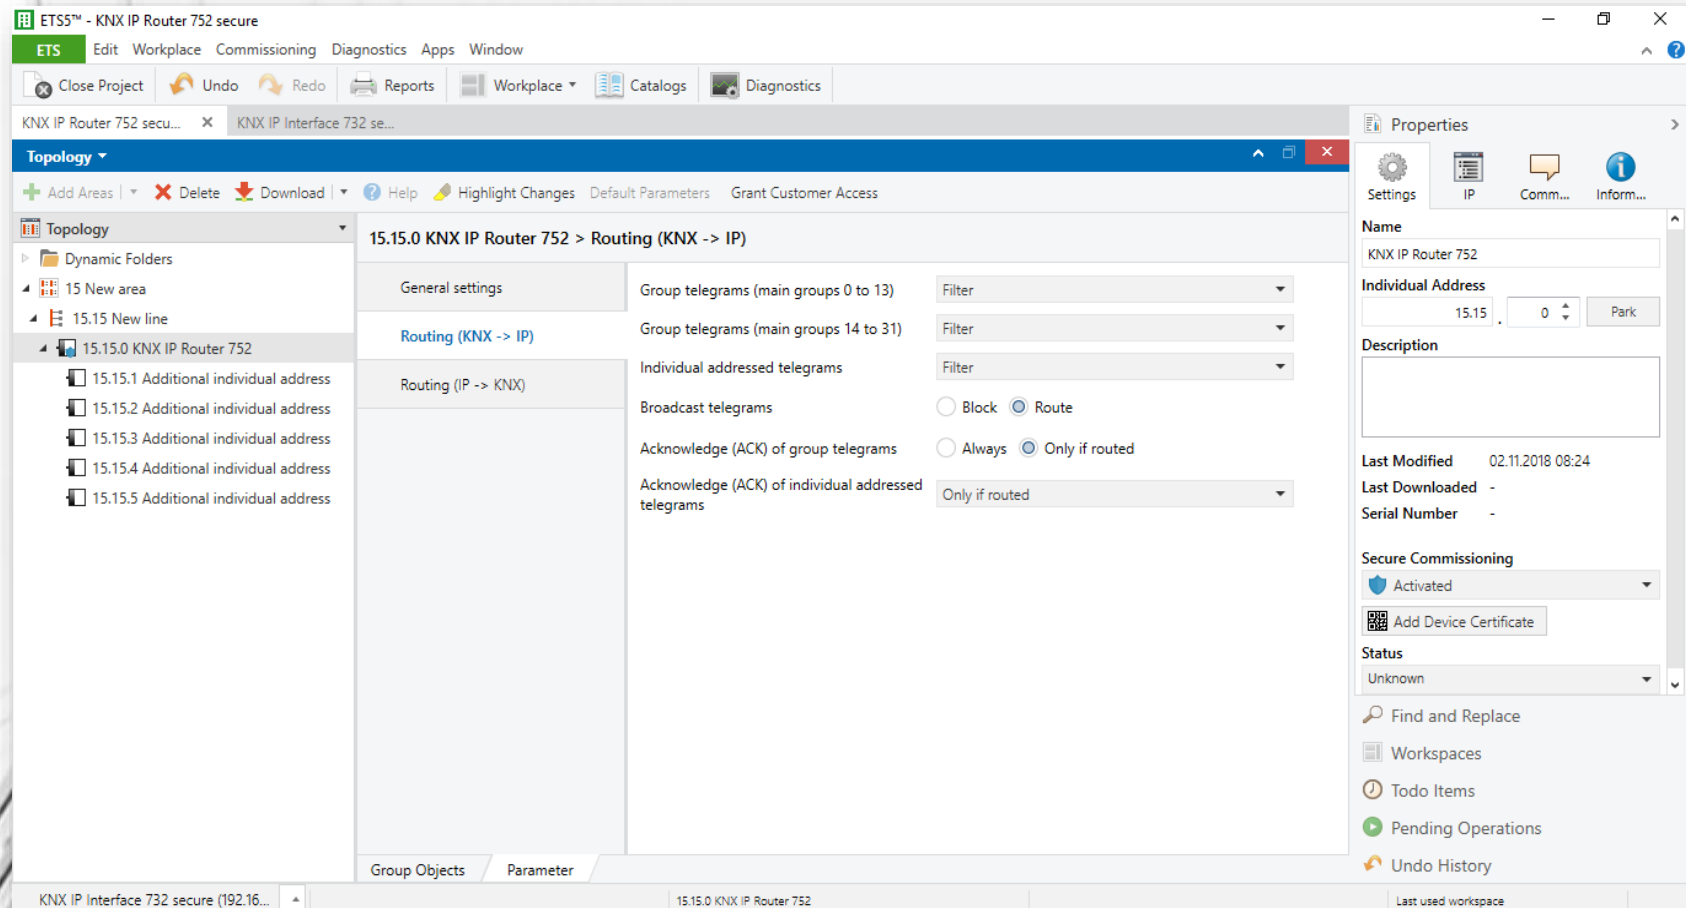 ETS5™ - KNX IP Router 752 secure
ETS Edit Workplace Commissioning Diagnostics Apps Window
Close Project Undo Redo Reports Workplace Catalogs Diagnostics
KNX IP Router 752 secu... KNX IP Interface 732 se...
Topology
Add Areas Delete Download Help Highlight Changes Default Parameters Grant Customer Access
Topology
Dynamic Folders
15 New area
15.15 New line
15.15.0 KNX IP Router 752
15.15.1 Additional individual address
15.15.2 Additional individual address
15.15.3 Additional individual address
15.15.4 Additional individual address
15.15.5 Additional individual address
15.15.0 KNX IP Router 752 > Routing (KNX -> IP)
General settings
Routing (KNX -> IP)
Routing (IP -> KNX)
Group telegrams (main groups 0 to 13) Filter
Group telegrams (main groups 14 to 31) Filter
Individual addressed telegrams Filter
Broadcast telegrams Block Route
Acknowledge (ACK) of group telegrams Always Only if routed
Acknowledge (ACK) of individual addressed
telegrams
Only if routed
Group Objects Parameter
Properties
Settings IP Comm... Inform...
Name
KNX IP Router 752
Individual Address
15.15 . 0 Park
Description
Last Modified 02.11.2018 08:24
Last Downloaded -
Serial Number -
Secure Commissioning
Activated
Add Device Certificate
Status
Unknown
Find and Replace
Workspaces
Todo Items
Pending Operations
Undo History
KNX IP Interface 732 secure (192.16... 15.15.0 KNX IP Router 752 Last used workspace